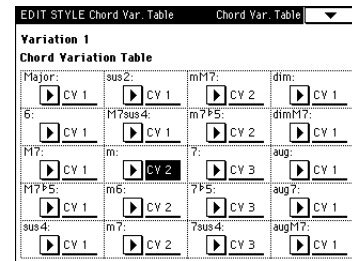 EDIT STYLE Chord Var. Table Chord Var. Table
Variation 1
Chord Variation Table
Major: sus2: mM7: dim:
CV 1 CV 1 CV 2 CV 1
6: M7sus4: m7♭5: dimM7:
CV 1 CV 1 CV 2 CV 1
M7: m: 7: aug:
CV 1 CV 2 CV 3 CV 1
M7♭5: m6: 7♭5: aug7:
CV 1 CV 2 CV 3 CV 1
sus4: m7: 7sus4: augM7:
CV 1 CV 2 CV 3 CV 1